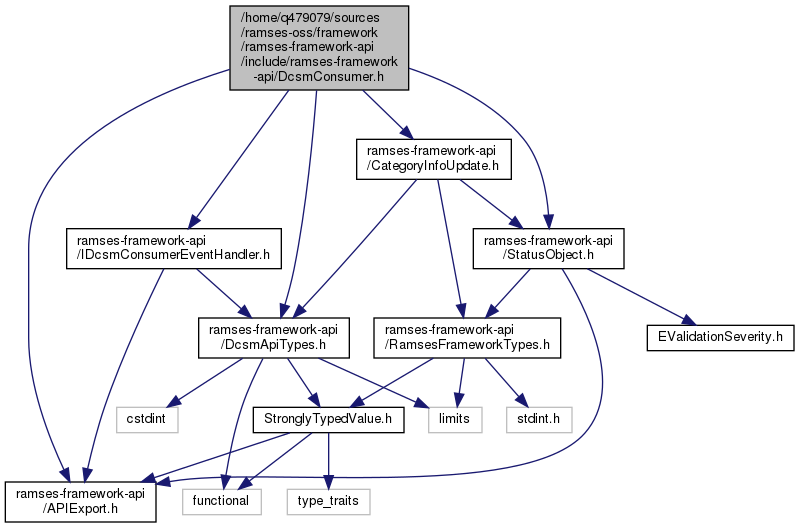 /home/q479079/sources
/ramses-oss/framework
/ramses-framework-api
/include/ramses-framework
-api/DcsmConsumer.h
ramses-framework-api
/CategoryInfoUpdate.h
ramses-framework-api
/IDcsmConsumerEventHandler.h
ramses-framework-api
/StatusObject.h
ramses-framework-api
/DcsmApiTypes.h
ramses-framework-api
/RamsesFrameworkTypes.h
EValidationSeverity.h
cstdint
StronglyTypedValue.h
limits
stdint.h
ramses-framework-api
/APIExport.h
functional
type_traits